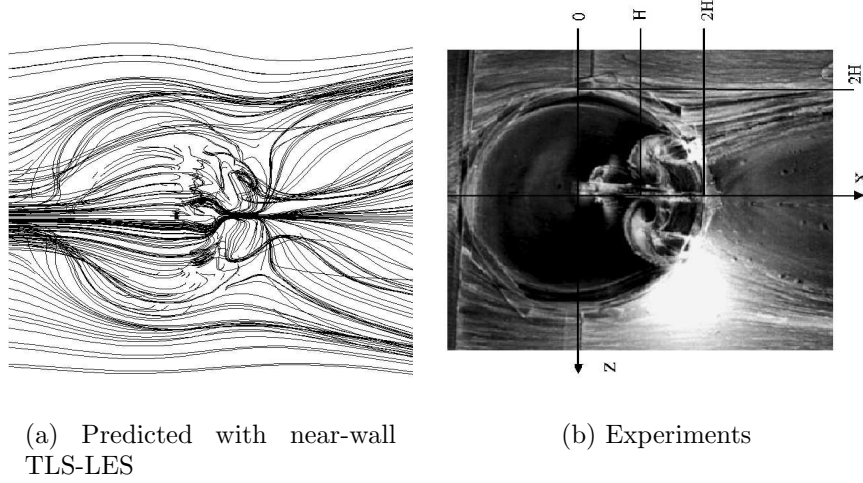 0
H
2H
2H
X
Z
(a) Predicted with near-wall
TLS-LES
(b) Experiments